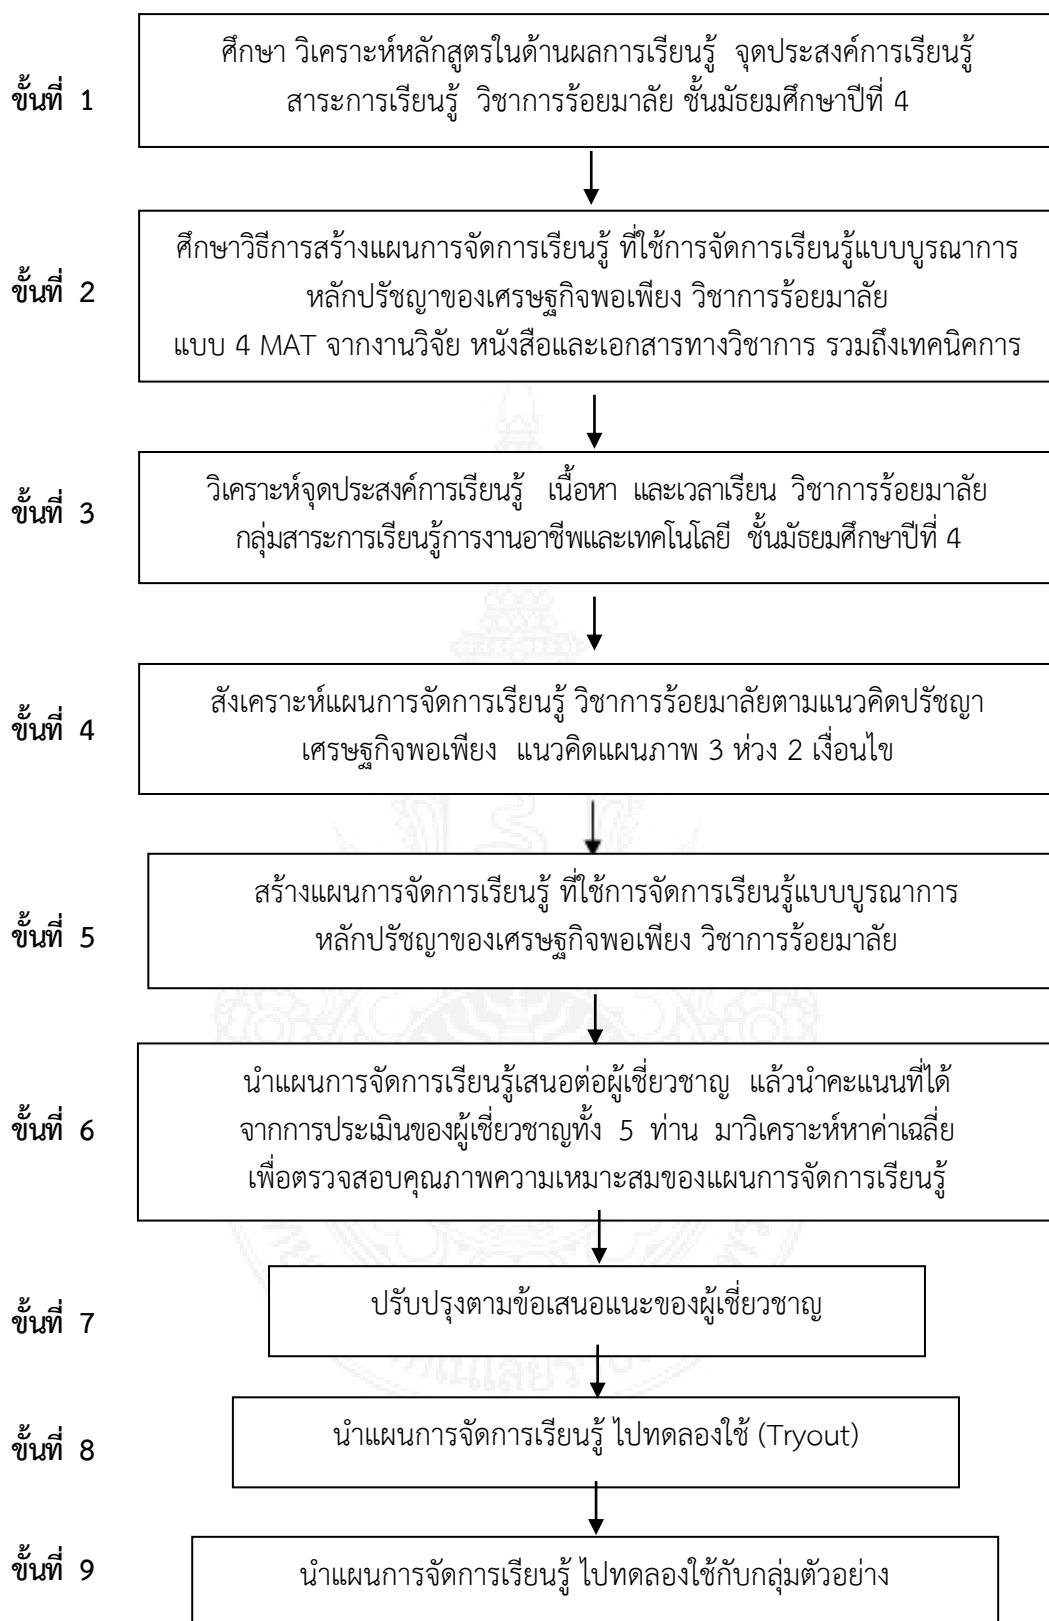 ขั้นที่ 1
ศึกษา วิเคราะห์หลักสูตรในด้านผลการเรียนรู้ จุดประสงค์การเรียนรู้
สาระการเรียนรู้ วิชาการร้อยมาลัย ชั้นมัธยมศึกษาปีที่ 4
ขั้นที่ 2
ศึกษาวิธีการสร้างแผนการจัดการเรียนรู้ ที่ใช้การจัดการเรียนรู้แบบบูรณาการ
หลักปรัชญาของเศรษฐกิจพอเพียง วิชาการร้อยมาลัย
แบบ 4 MAT จากงานวิจัย หนังสือและเอกสารทางวิชาการ รวมถึงเทคนิคการ
ขั้นที่ 3
วิเคราะห์จุดประสงค์การเรียนรู้ เนื้อหา และเวลาเรียน วิชาการร้อยมาลัย
กลุ่มสาระการเรียนรู้การงานอาชีพและเทคโนโลยี ชั้นมัธยมศึกษาปีที่ 4
ขั้นที่ 4
สังเคราะห์แผนการจัดการเรียนรู้ วิชาการร้อยมาลัยตามแนวคิดปรัชญา
เศรษฐกิจพอเพียง แนวคิดแผนภาพ 3 ห่วง 2 เงื่อนไข
ขั้นที่ 5
สร้างแผนการจัดการเรียนรู้ ที่ใช้การจัดการเรียนรู้แบบบูรณาการ
หลักปรัชญาของเศรษฐกิจพอเพียง วิชาการร้อยมาลัย
ขั้นที่ 6
นำแผนการจัดการเรียนรู้เสนอต่อผู้เชี่ยวชาญ แล้วนำคะแนนที่ได้
จากการประเมินของผู้เชี่ยวชาญทั้ง 5 ท่าน มาวิเคราะห์หาค่าเฉลี่ย
เพื่อตรวจสอบคุณภาพความเหมาะสมของแผนการจัดการเรียนรู้
ขั้นที่ 7
ปรับปรุงตามข้อเสนอแนะของผู้เชี่ยวชาญ
ขั้นที่ 8
นำแผนการจัดการเรียนรู้ ไปทดลองใช้ (Tryout)
ขั้นที่ 9
นำแผนการจัดการเรียนรู้ ไปทดลองใช้กับกลุ่มตัวอย่าง